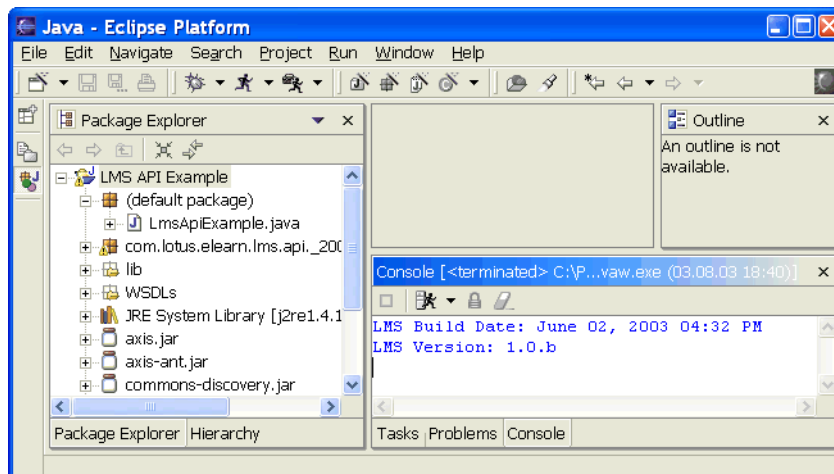 Java - Eclipse Platform
File Edit Navigate Search Project Run Window Help
Package Explorer
LMS API Example
(default package)
LmsApiExample.java
com.lotus.elearn.lms.api._200
lib
WSDLs
JRE System Library [j2re1.4.1
axis.jar
axis-ant.jar
commons-discovery.jar
Package Explorer Hierarchy
Outline
An outline is not
available.
Console [<terminated> C:\P...vaw.exe (03.08.03 18:40)]
LMS Build Date: June 02, 2003 04:32 PM
LMS Version: 1.0.b
Tasks Problems Console